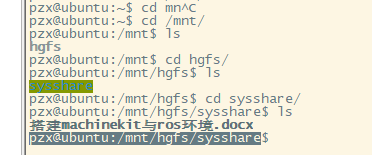 pzx@ubuntu:~$ cd mn^C
pzx@ubuntu:~$ cd /mnt/
pzx@ubuntu:/mnt$ ls
hgfs
pzx@ubuntu:/mnt$ cd hgfs/
pzx@ubuntu:/mnt/hgfs$ ls
sysshare
pzx@ubuntu:/mnt/hgfs$ cd sysshare/
pzx@ubuntu:/mnt/hgfs/sysshare$ ls
搭建machinekit与ros环境.docx
pzx@ubuntu:/mnt/hgfs/sysshare$